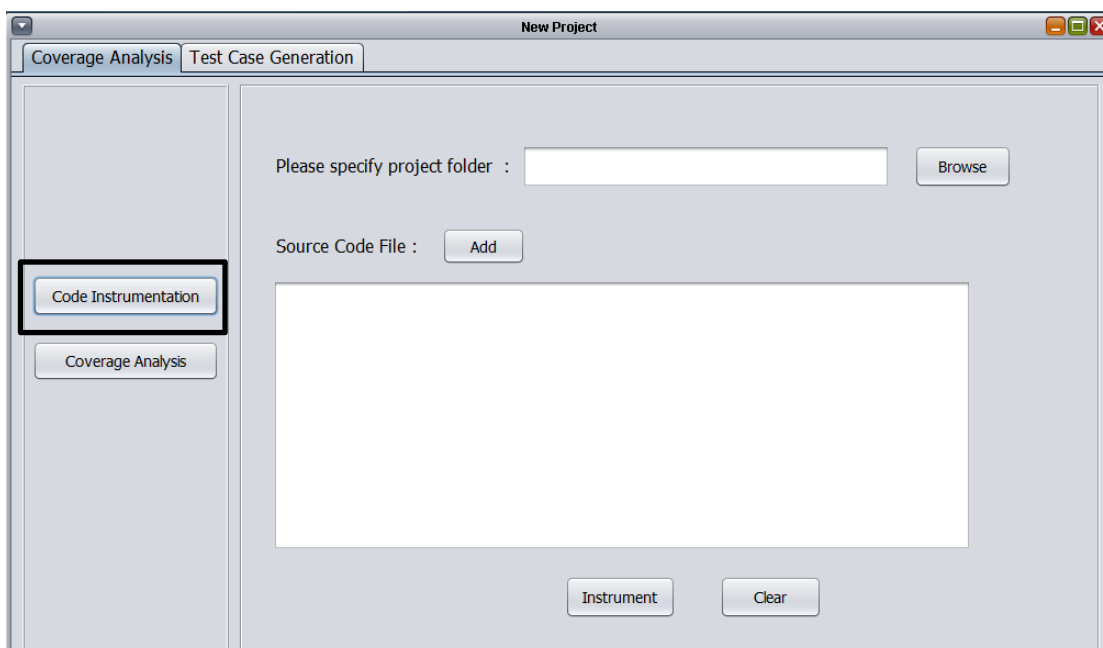 New Project
Coverage Analysis Test Case Generation
Please specify project folder : Browse
Source Code File : Add
Code Instrumentation
Coverage Analysis
Instrument Clear